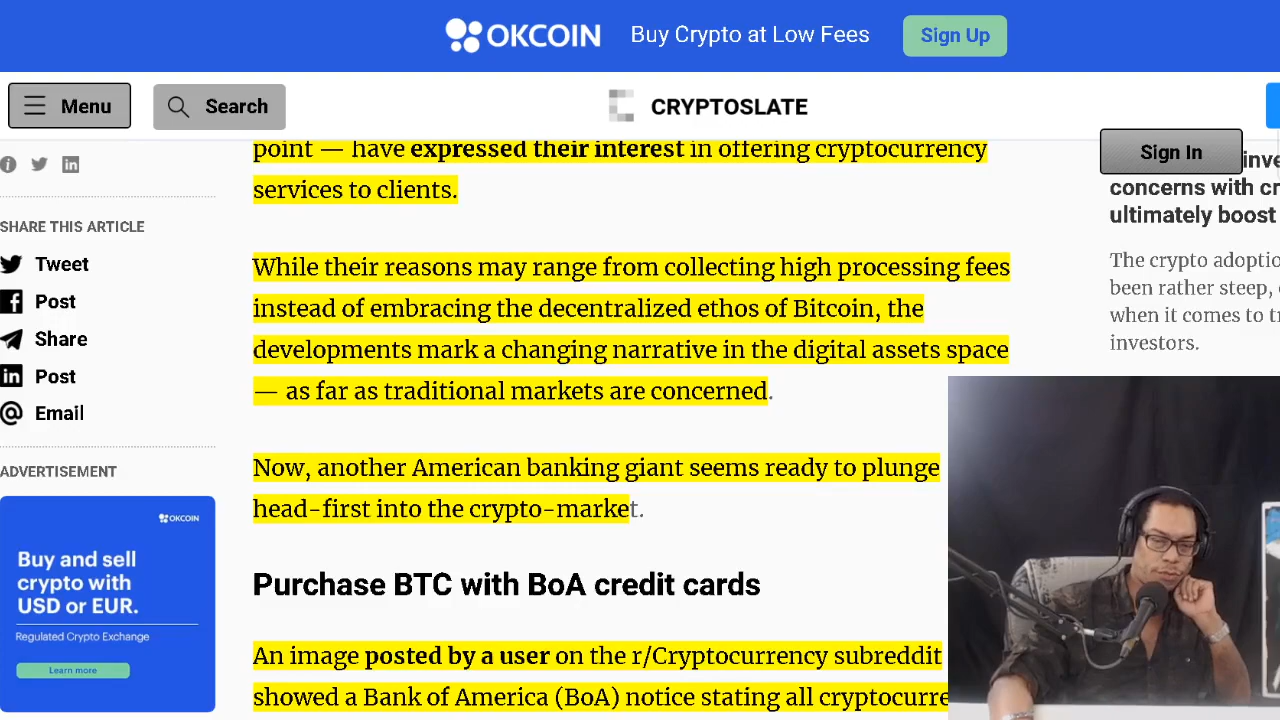 OKCOIN Buy Crypto at Low Fees Sign Up
Menu Search CRYPTOSLATE
Sign In
point — have expressed their interest in offering cryptocurrency
services to clients.
SHARE THIS ARTICLE
Tweet
Post
Share
Post
Email
ADVERTISEMENT
OKCOIN
Buy and sell
crypto with
USD or EUR.
Regulated Crypto Exchange
Learn more
While their reasons may range from collecting high processing fees
instead of embracing the decentralized ethos of Bitcoin, the
developments mark a changing narrative in the digital assets space
— as far as traditional markets are concerned.
Now, another American banking giant seems ready to plunge
head-first into the crypto-market.
Purchase BTC with BoA credit cards
An image posted by a user on the r/Cryptocurrency subreddit
showed a Bank of America (BoA) notice stating all cryptocurre
inve
concerns with cr
ultimately boost
The crypto adoptio
been rather steep,
when it comes to tr
investors.